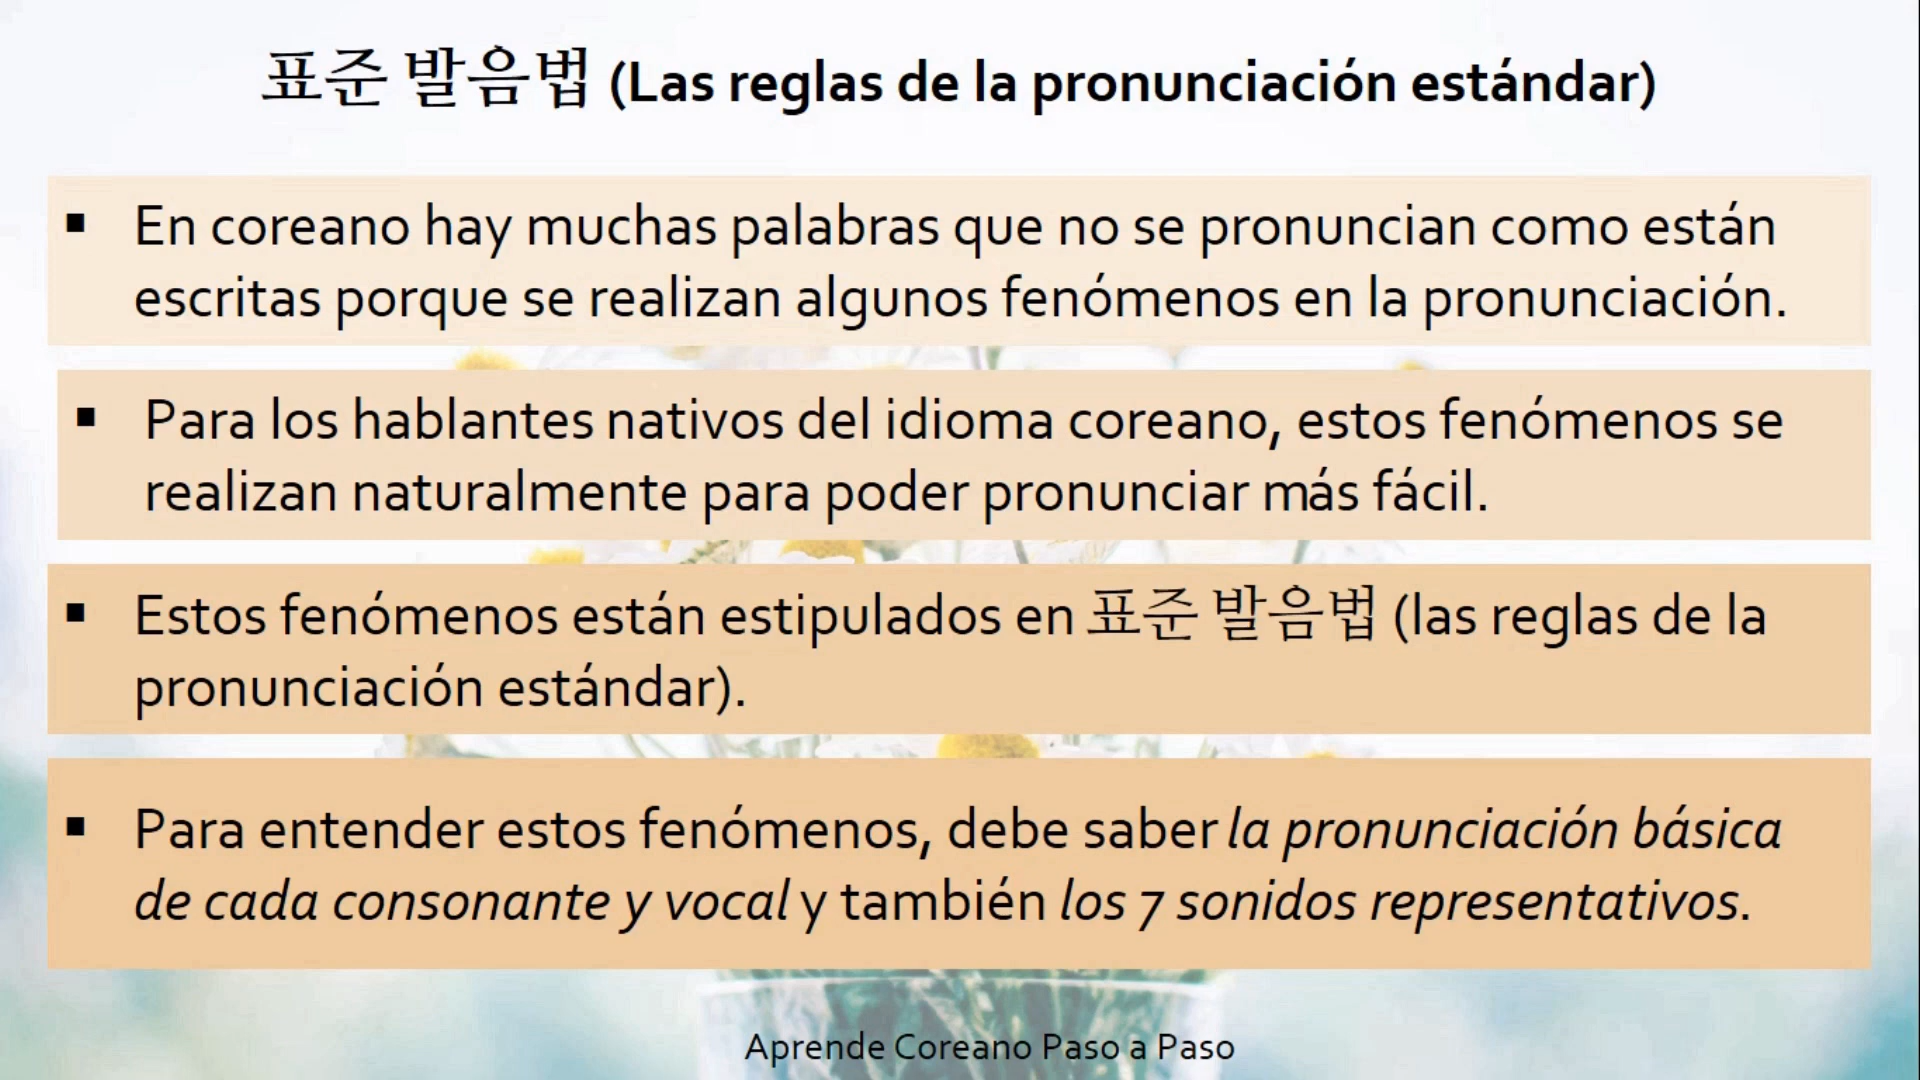 표준 발음법 (Las reglas de la pronunciación estándar)
▪ En coreano hay muchas palabras que no se pronuncian como están
escritas porque se realizan algunos fenómenos en la pronunciación.
▪ Para los hablantes nativos del idioma coreano, estos fenómenos se
realizan naturalmente para poder pronunciar más fácil.
▪ Estos fenómenos están estipulados en 표준 발음법 (las reglas de la
pronunciación estándar).
▪ Para entender estos fenómenos, debe saber la pronunciación básica
de cada consonante y vocal y también los 7 sonidos representativos.
Aprende Coreano Paso a Paso